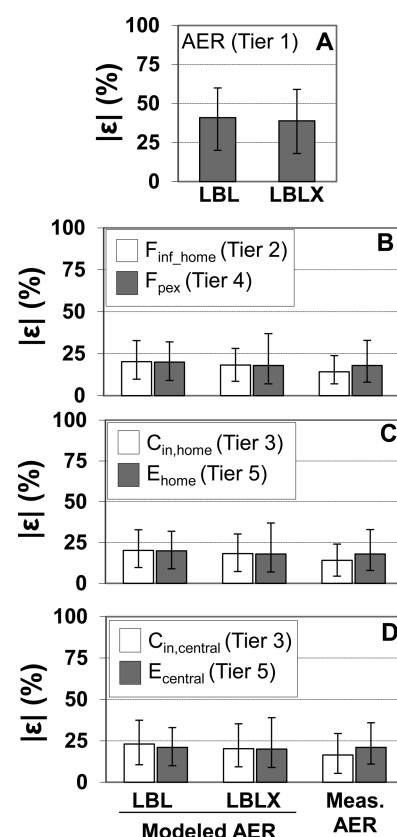 AER (Tier 1) A
|ε| (%)
100
75
50
25
0
LBL LBLX
B
|ε| (%)
100
75
50
25
0
F_inf_home (Tier 2)
F_pex (Tier 4)
C
|ε| (%)
100
75
50
25
0
C_in,home (Tier 3)
E_home (Tier 5)
D
|ε| (%)
100
75
50
25
0
C_in,central (Tier 3)
E_central (Tier 5)
LBL LBLX Meas.
Modeled AER AER